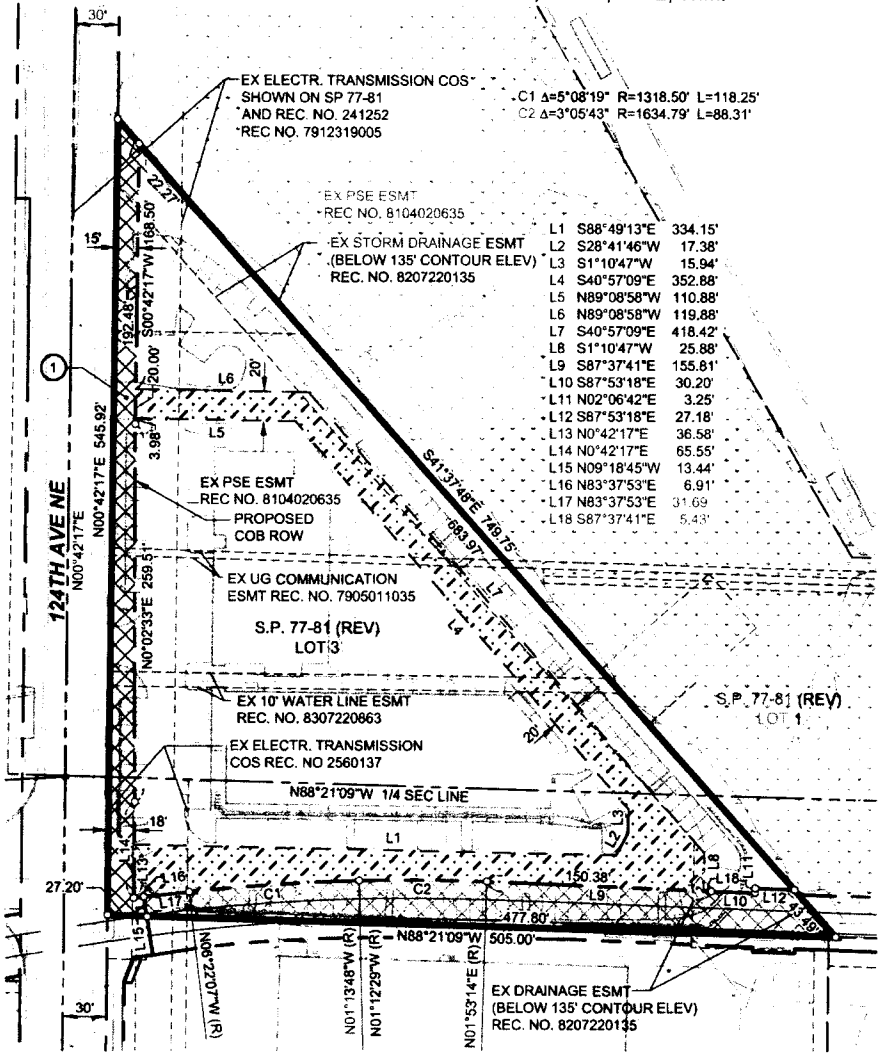 30'
EX ELECTR. TRANSMISSION COS
SHOWN ON SP 77-81
AND REC. NO. 241252
REC NO. 7912319005
C1 Δ=5°08'19" R=1318.50' L=118.25'
C2 Δ=3°05'43" R=1634.79' L=88.31'
22.27'
EX PSE ESMT
REC NO. 8104020635
EX STORM DRAINAGE ESMT
(BELOW 135' CONTOUR ELEV)
REC. NO. 8207220135
L1 S88°49'13"E 334.15'
L2 S28°41'46"W 17.38'
L3 S1°10'47"W 15.94'
L4 S40°57'09"E 352.88'
L5 N89°08'58"W 110.88'
L6 N89°08'58"W 119.88'
L7 S40°57'09"E 418.42'
L8 S1°10'47"W 25.88'
L9 S87°37'41"E 155.81'
L10 S87°53'18"E 30.20'
L11 N02°06'42"E 3.25'
L12 S87°53'18"E 27.18'
L13 N0°42'17"E 36.58'
L14 N0°42'17"E 65.55'
L15 N09°18'45"W 13.44'
L16 N83°37'53"E 6.91'
L17 N83°37'53"E 31.69
L18 S87°37'41"E 5.43'
15'
S00°42'17"W 168.50'
192.48'
20.00'
1
L6
20'
L5
3.98'
124TH AVE NE
N00°42'17"E
N00°42'17"E 545.92'
EX PSE ESMT
REC NO. 8104020635
PROPOSED
COB ROW
S41°37'48"E 749.75'
683.97'
L7
L4
N0°02'33"E 259.51'
EX UG COMMUNICATION
ESMT REC. NO. 7905011035
S.P. 77-81 (REV)
LOT 3
S.P. 77-81 (REV)
LOT 1
EX 10' WATER LINE ESMT
REC. NO. 8307220863
20'
EX ELECTR. TRANSMISSION
COS REC. NO 2560137
N88°21'09"W 1/4 SEC LINE
18'
L1
L2
L3
L14
L13
L16
L17
C1
C2
150.38'
L9
L8
L11
L18
L10
L12
43.49'
27.20'
477.80'
N88°21'09"W 505.00'
L15
N06°22'07"W (R)
N01°13'48"W (R)
N01°12'29"W (R)
N01°53'14"E (R)
30'
EX DRAINAGE ESMT
(BELOW 135' CONTOUR ELEV)
REC. NO. 8207220135